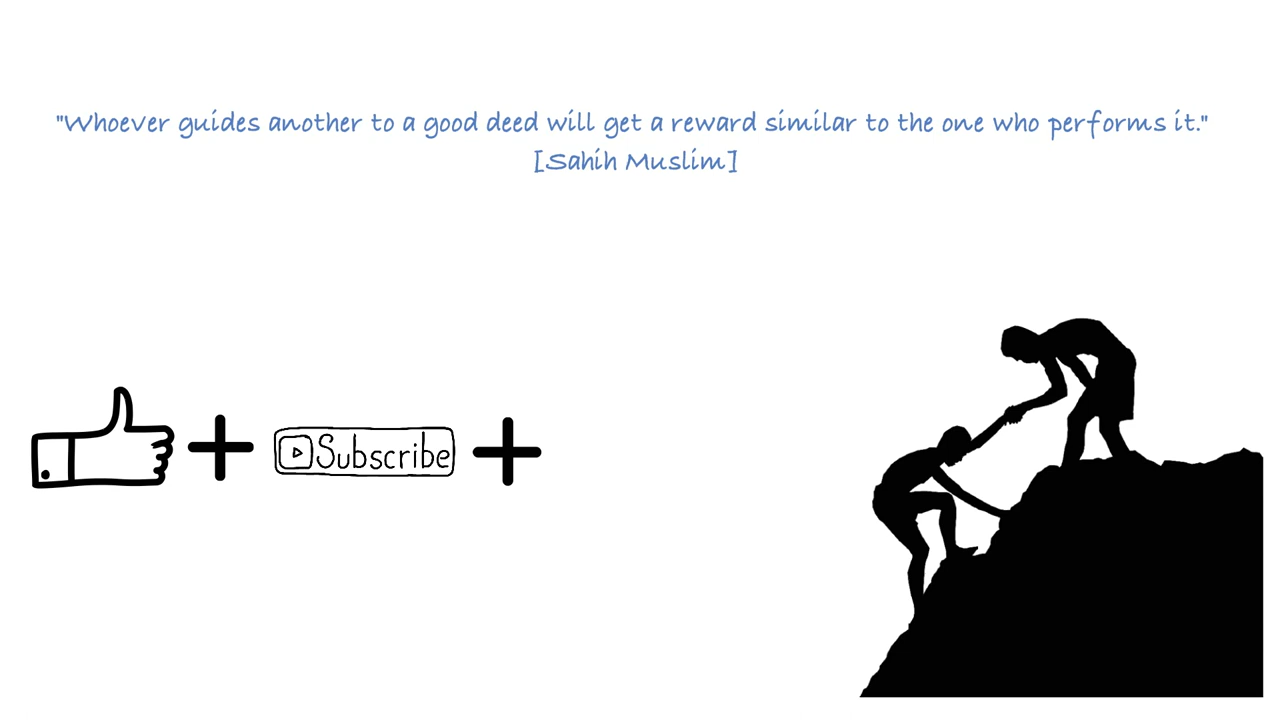 "Whoever guides another to a good deed will get a reward similar to the one who performs it."
[Sahih Muslim]
Subscribe